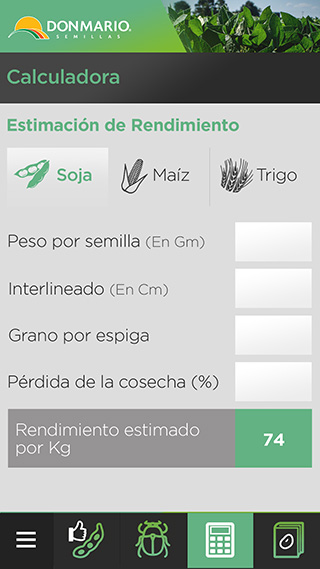 DONMARIO.
SEMILLAS
Calculadora
Estimación de Rendimiento
Soja
Maíz
Trigo
Peso por semilla (En Gm)
Interlineado (En Cm)
Grano por espiga
Pérdida de la cosecha (%)
Rendimiento estimado
por Kg
74